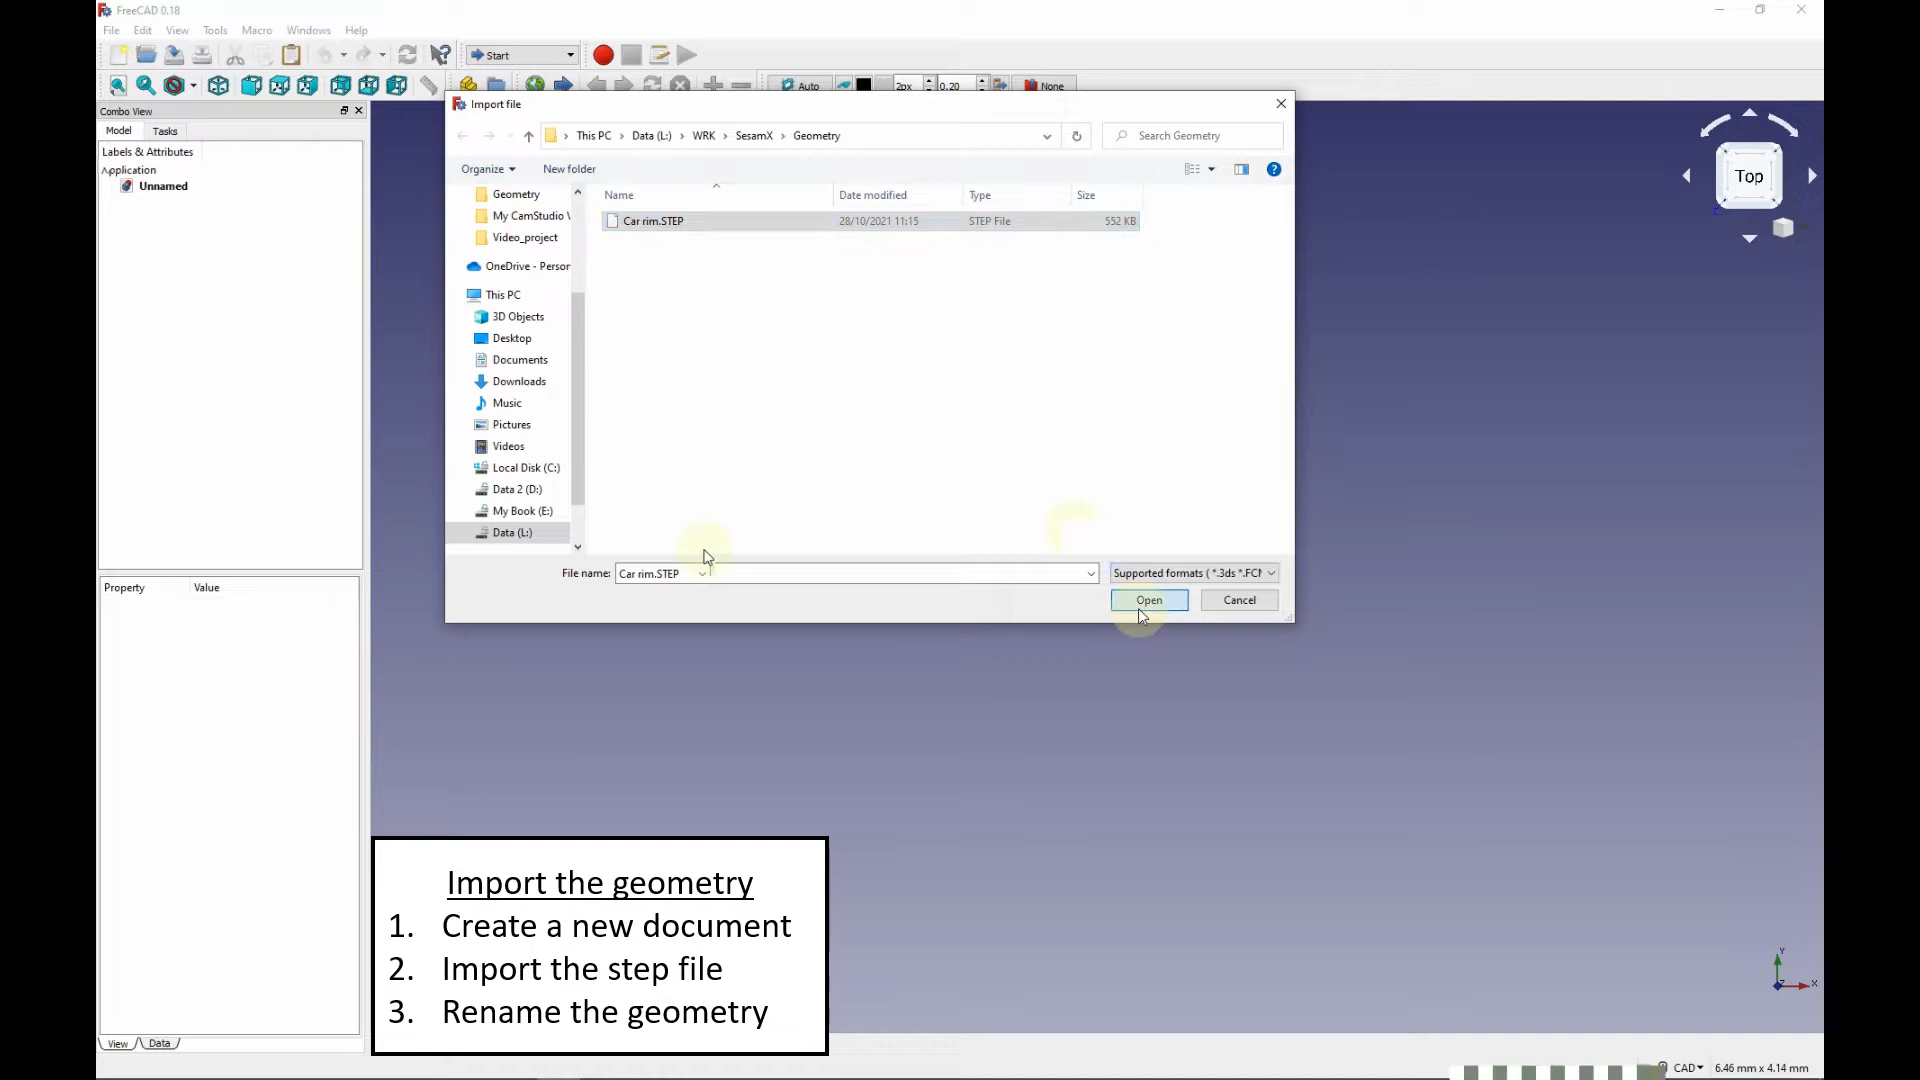 FreeCAD 0.18
File Edit View Tools Macro Windows Help
Start
Auto 2px 0.20 None
Combo View
Model Tasks
Labels & Attributes
Application
Unnamed
Property Value
View Data
Import file
This PC Data (L:) WRK SesamX Geometry
Search Geometry
Organize New folder
Name Date modified Type Size
Car rim.STEP 28/10/2021 11:15 STEP File 552 KB
Geometry
My CamStudio
Video_project
OneDrive - Person
This PC
3D Objects
Desktop
Documents
Downloads
Music
Pictures
Videos
Local Disk (C:)
Data 2 (D:)
My Book (E:)
Data (L:)
File name: Car rim.STEP
Supported formats ( *.3ds *.FCM
Open Cancel
Top
Z
Import the geometry
1. Create a new document
2. Import the step file
3. Rename the geometry
Y
Z X
CAD 6.46 mm x 4.14 mm